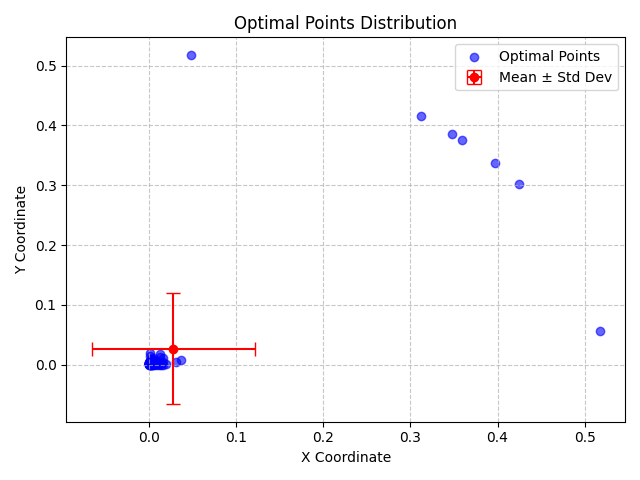 Optimal Points Distribution
Optimal Points
Mean ± Std Dev
Y Coordinate
0.5
0.4
0.3
0.2
0.1
0.0
0.0 0.1 0.2 0.3 0.4 0.5
X Coordinate